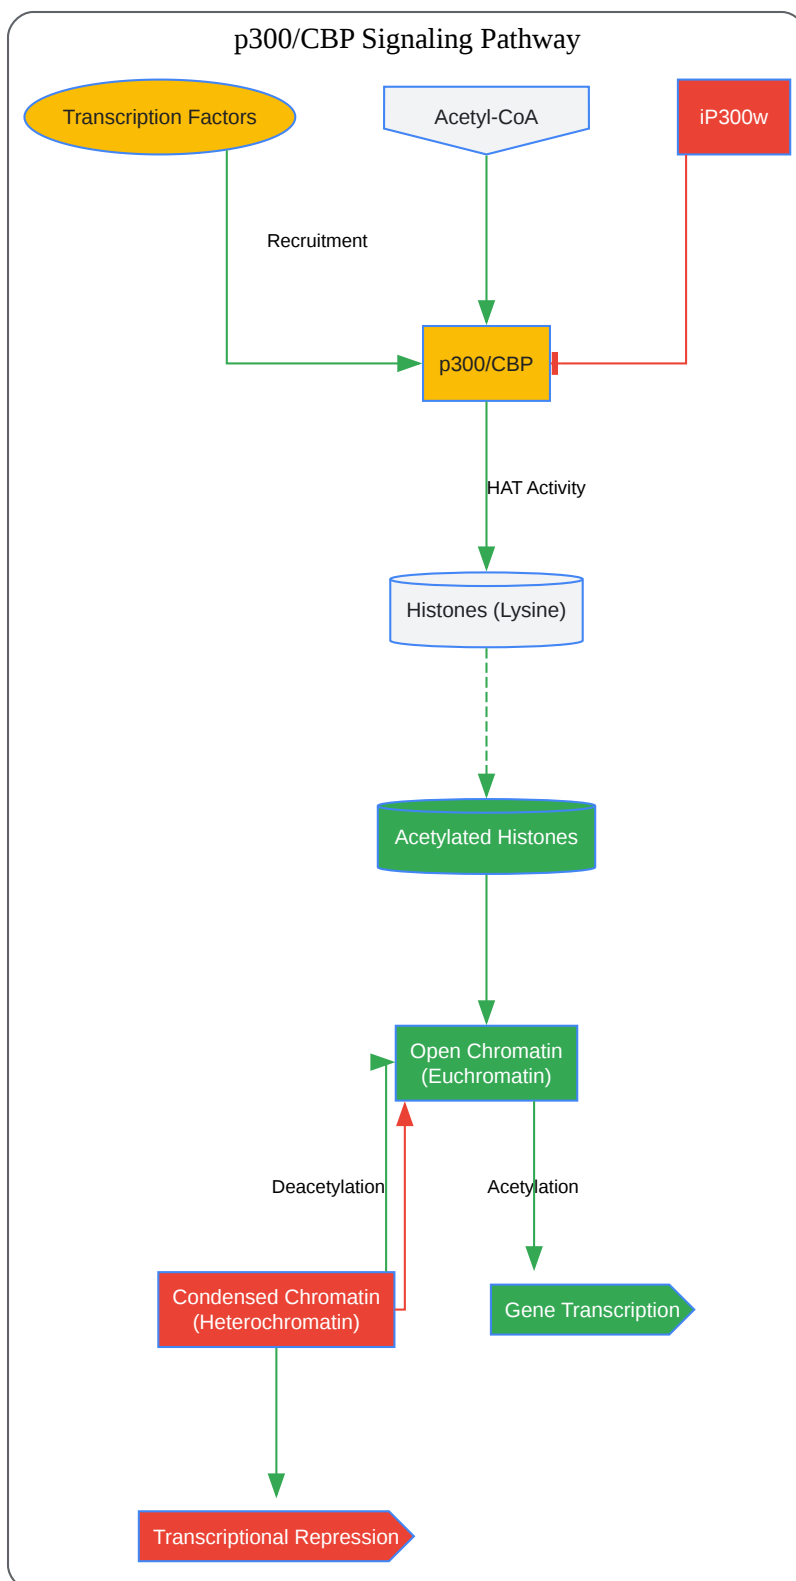 p300/CBP Signaling Pathway
Transcription Factors
Acetyl-CoA
iP300w
Recruitment
p300/CBP
HAT Activity
Histones (Lysine)
Acetylated Histones
Open Chromatin
(Euchromatin)
Deacetylation
Acetylation
Condensed Chromatin
(Heterochromatin)
Gene Transcription
Transcriptional Repression